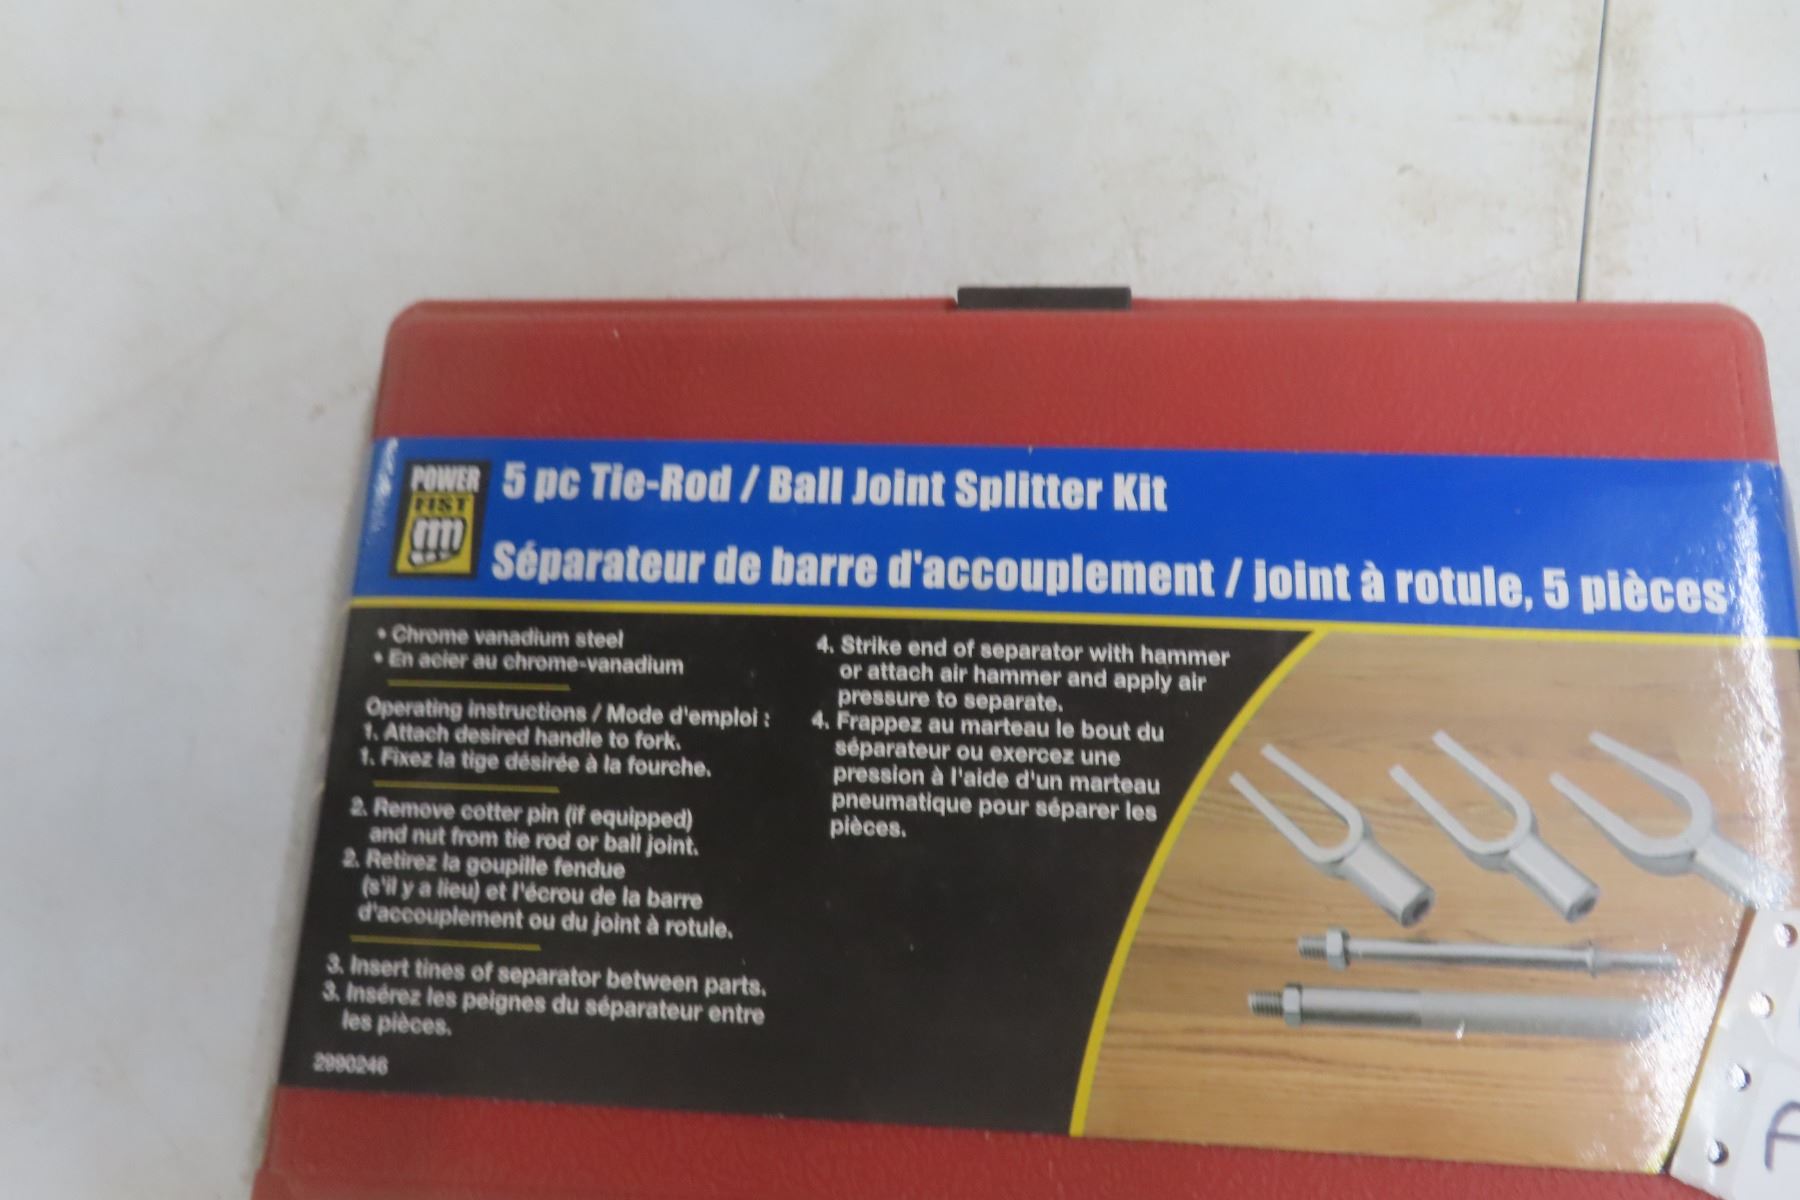 POWER
FIST
5 pc Tie-Rod / Ball Joint Splitter Kit
Séparateur de barre d'accouplement / joint à rotule, 5 pièces
• Chrome vanadium steel
• En acier au chrome-vanadium
Operating instructions / Mode d'emploi :
1. Attach desired handle to fork.
1. Fixez la tige désirée à la fourche.
2. Remove cotter pin (if equipped)
and nut from tie rod or ball joint.
2. Retirez la goupille fendue
(s'il y a lieu) et l'écrou de la barre
d'accouplement ou du joint à rotule.
3. Insert tines of separator between parts.
3. Insérez les peignes du séparateur entre
les pièces.
2990246
4. Strike end of separator with hammer
or attach air hammer and apply air
pressure to separate.
4. Frappez au marteau le bout du
séparateur ou exercez une
pression à l'aide d'un marteau
pneumatique pour séparer les
pièces.